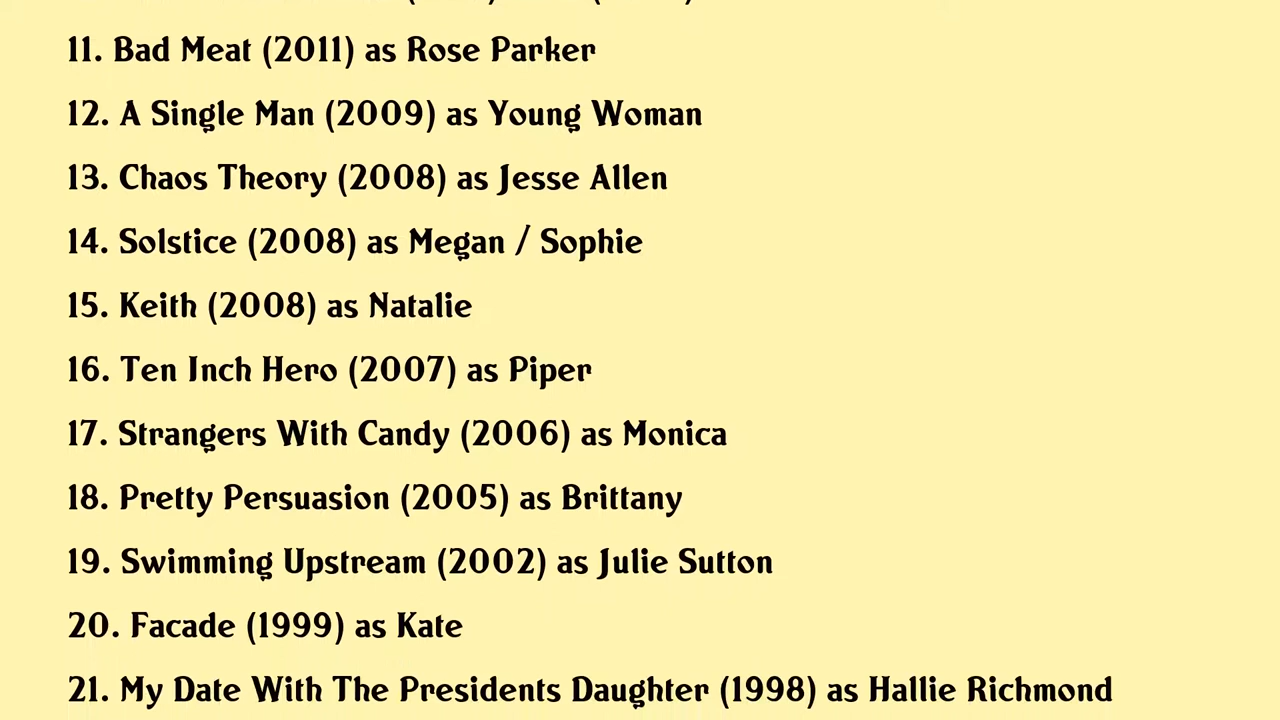 11. Bad Meat (2011) as Rose Parker
12. A Single Man (2009) as Young Woman
13. Chaos Theory (2008) as Jesse Allen
14. Solstice (2008) as Megan / Sophie
15. Keith (2008) as Natalie
16. Ten Inch Hero (2007) as Piper
17. Strangers With Candy (2006) as Monica
18. Pretty Persuasion (2005) as Brittany
19. Swimming Upstream (2002) as Julie Sutton
20. Facade (1999) as Kate
21. My Date With The Presidents Daughter (1998) as Hallie Richmond